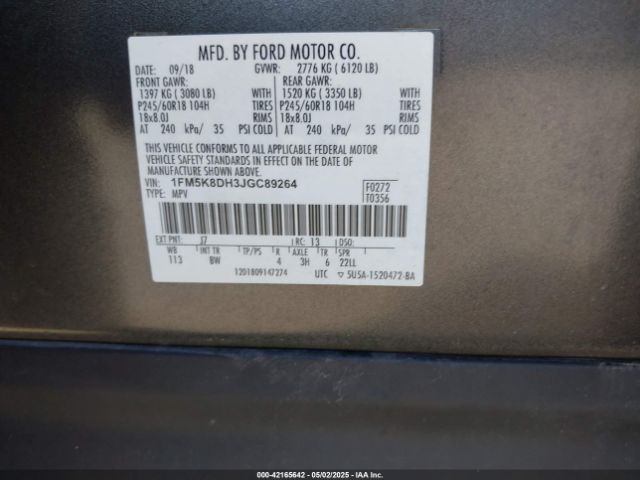 MFD. BY FORD MOTOR CO.
DATE: 09/18 GVWR: 2776 KG ( 6120 LB)
FRONT GAWR: REAR GAWR:
1397 KG ( 3080 LB) WITH 1520 KG ( 3350 LB) WITH
P245/60R18 104H TIRES P245/60R18 104H TIRES
18x8.0J RIMS 18x8.0J RIMS
AT 240 kPa/ 35 PSI COLD AT 240 kPa/ 35 PSI COLD
THIS VEHICLE CONFORMS TO ALL APPLICABLE FEDERAL MOTOR
VEHICLE SAFETY STANDARDS IN EFFECT ON THE DATE OF
MANUFACTURE SHOWN ABOVE.
VIN: 1FM5K8DH3JGC89264 F0272
TYPE: MPV T0356
EXT PNT: J7 RC: 13 DSO:
WB INT TR TP/PS R AXLE TR SPR
113 BW 4 3H 6 22LL
1201809147274 UTC ▽ 5U5A-1520472-BA
000-42165642 - 05/02/2025 - IAAI.COM